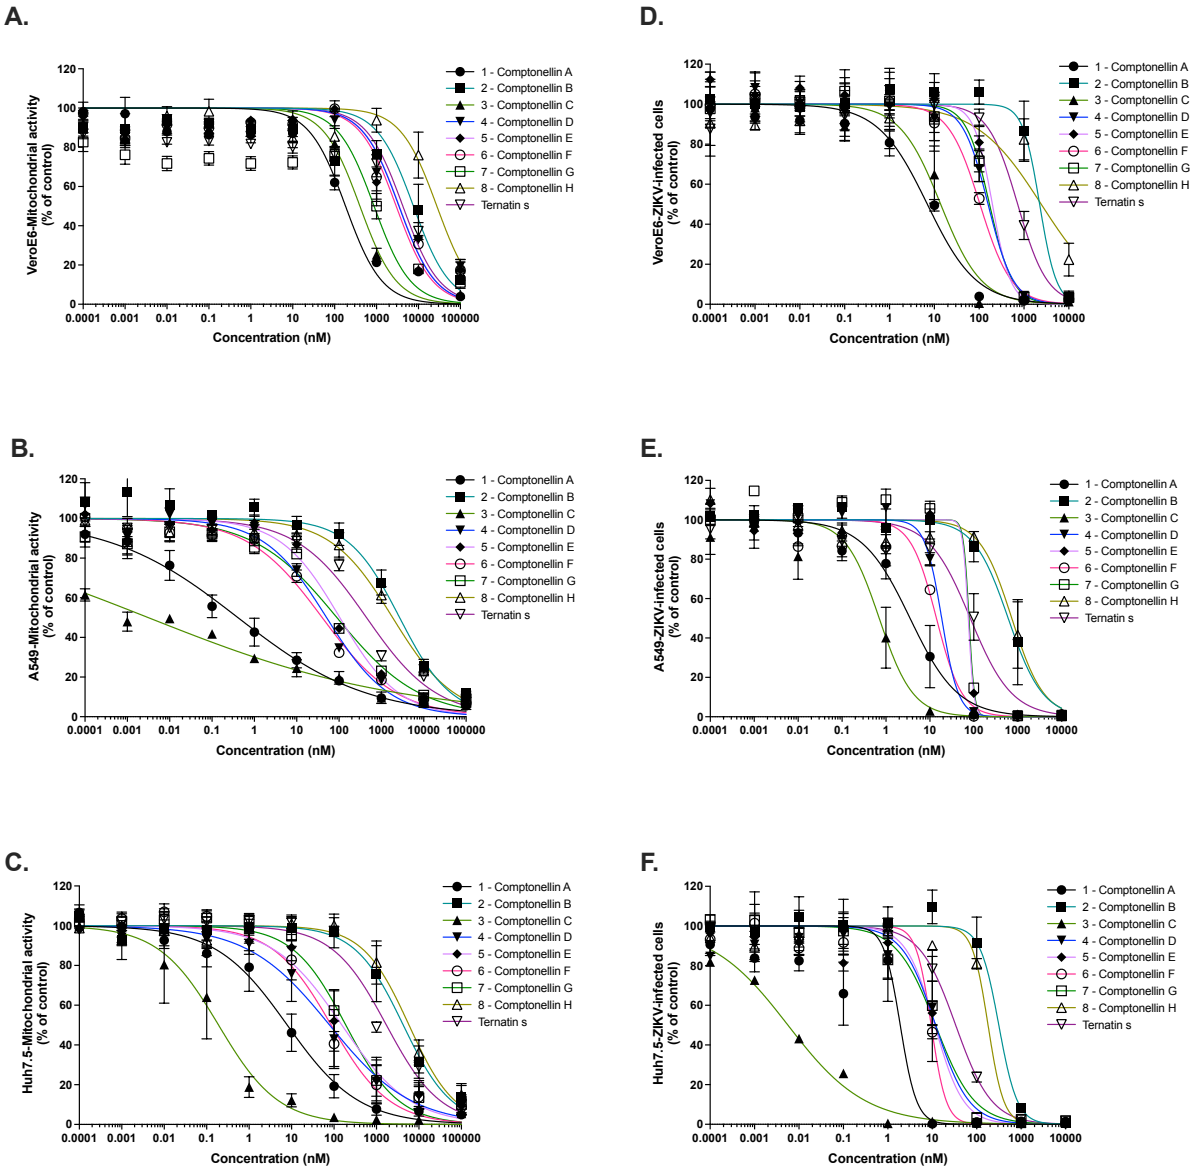 A.
VeroE6-Mitochondrial activity
(% of control)
120
100
80
60
40
20
0
0.0001 0.001 0.01 0.1 1 10 100 1000 10000 100000
Concentration (nM)
1 - Comptonellin A
2 - Comptonellin B
3 - Comptonellin C
4 - Comptonellin D
5 - Comptonellin E
6 - Comptonellin F
7 - Comptonellin G
8 - Comptonellin H
Ternatin s
D.
VeroE6-ZIKV-infected cells
(% of control)
120
100
80
60
40
20
0
0.0001 0.001 0.01 0.1 1 10 100 1000 10000
Concentration (nM)
1 - Comptonellin A
2 - Comptonellin B
3 - Comptonellin C
4 - Comptonellin D
5 - Comptonellin E
6 - Comptonellin F
7 - Comptonellin G
8 - Comptonellin H
Ternatin s
B.
A549-Mitochondrial activity
(% of control)
120
100
80
60
40
20
0
0.0001 0.001 0.01 0.1 1 10 100 1000 10000 100000
Concentration (nM)
1 - Comptonellin A
2 - Comptonellin B
3 - Comptonellin C
4 - Comptonellin D
5 - Comptonellin E
6 - Comptonellin F
7 - Comptonellin G
8 - Comptonellin H
Ternatin s
E.
A549-ZIKV-infected cells
(% of control)
120
100
80
60
40
20
0
0.0001 0.001 0.01 0.1 1 10 100 1000 10000
Concentration (nM)
1 - Comptonellin A
2 - Comptonellin B
3 - Comptonellin C
4 - Comptonellin D
5 - Comptonellin E
6 - Comptonellin F
7 - Comptonellin G
8 - Comptonellin H
Ternatin s
C.
Huh7.5-Mitochondrial activity
(% of control)
120
100
80
60
40
20
0
0.0001 0.001 0.01 0.1 1 10 100 1000 10000 100000
Concentration (nM)
1 - Comptonellin A
2 - Comptonellin B
3 - Comptonellin C
4 - Comptonellin D
5 - Comptonellin E
6 - Comptonellin F
7 - Comptonellin G
8 - Comptonellin H
Ternatin s
F.
Huh7.5-ZIKV-infected cells
(% of control)
120
100
80
60
40
20
0
0.0001 0.001 0.01 0.1 1 10 100 1000 10000
Concentration (nM)
1 - Comptonellin A
2 - Comptonellin B
3 - Comptonellin C
4 - Comptonellin D
5 - Comptonellin E
6 - Comptonellin F
7 - Comptonellin G
8 - Comptonellin H
Ternatin s